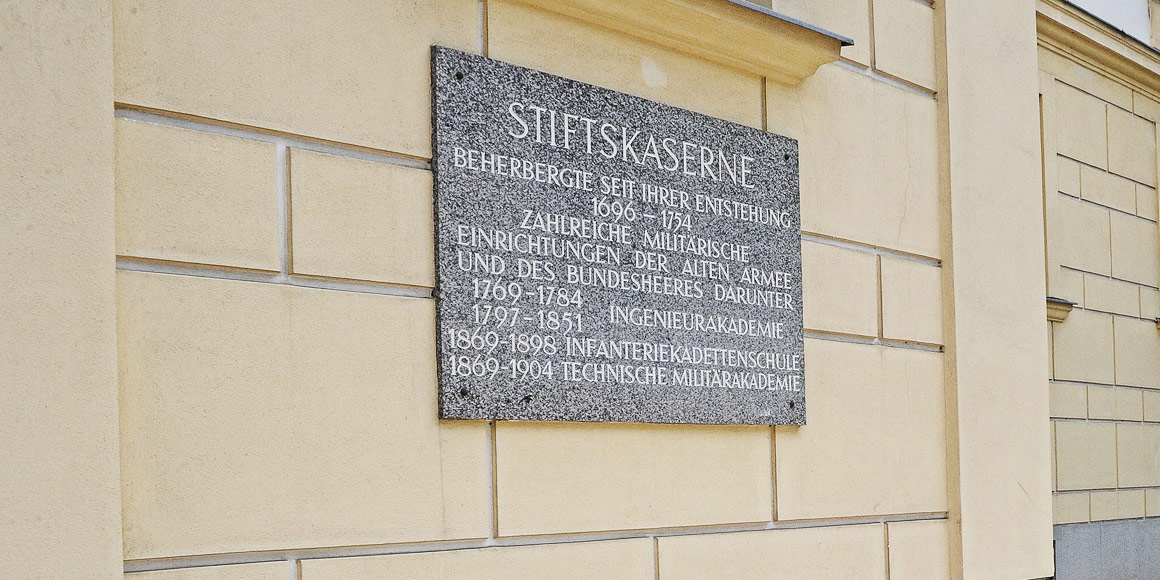 STIFTSKASERNE
BEHERBERGTE SEIT IHRER ENTSTEHUNG
1696 – 1754
ZAHLREICHE MILITÄRISCHE
EINRICHTUNGEN DER ALTEN ARMEE
UND DES BUNDESHEERES DARUNTER
1769-1784
1797-1851 INGENIEURAKADEMIE
1869-1898 INFANTERIEKADETTENSCHULE
1869-1904 TECHNISCHE MILITÄRAKADEMIE